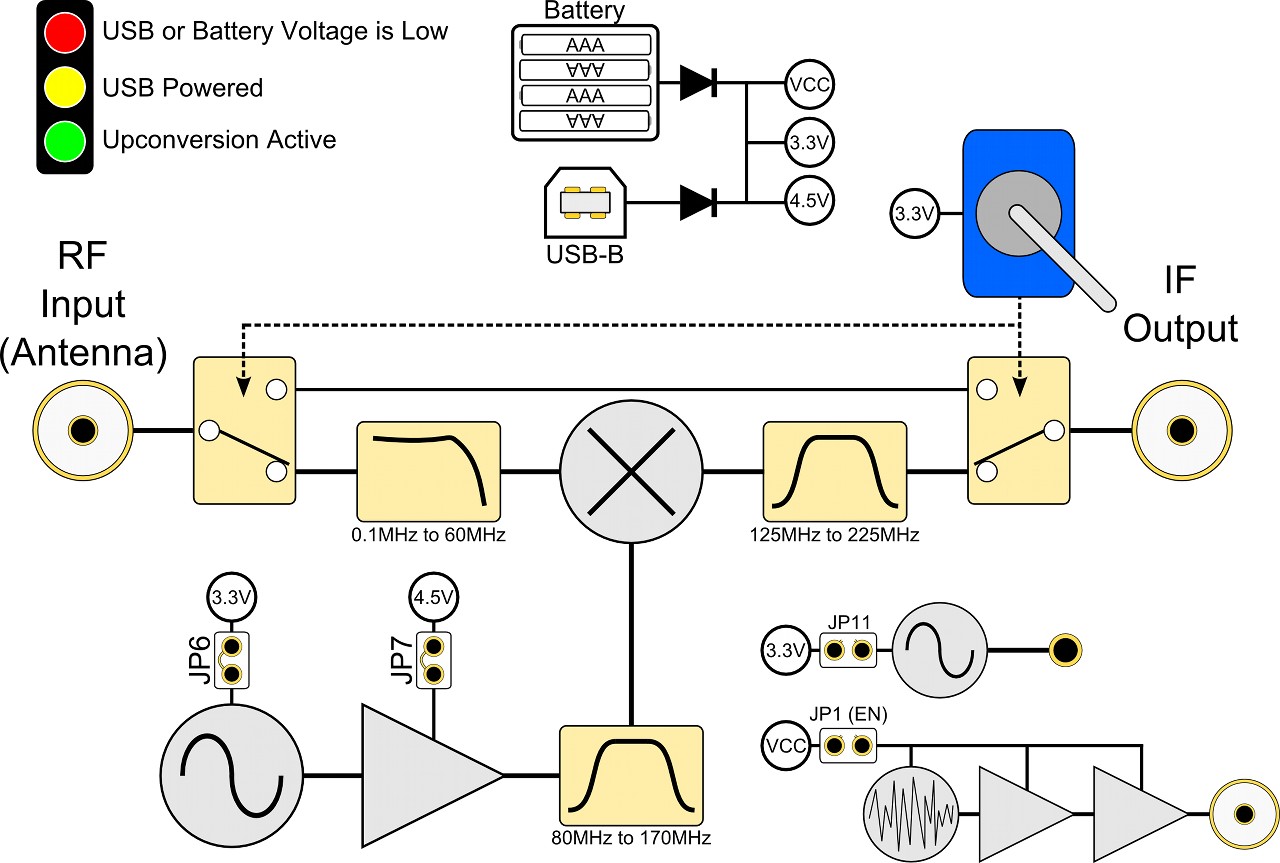 USB or Battery Voltage is Low
USB Powered
Upconversion Active
Battery
AAA
AAA
AAA
AAA
VCC
3.3V
4.5V
USB-B
3.3V
RF
Input
(Antenna)
IF
Output
0.1MHz to 60MHz
125MHz to 225MHz
3.3V
JP6
4.5V
JP7
80MHz to 170MHz
3.3V
JP11
VCC
JP1 (EN)